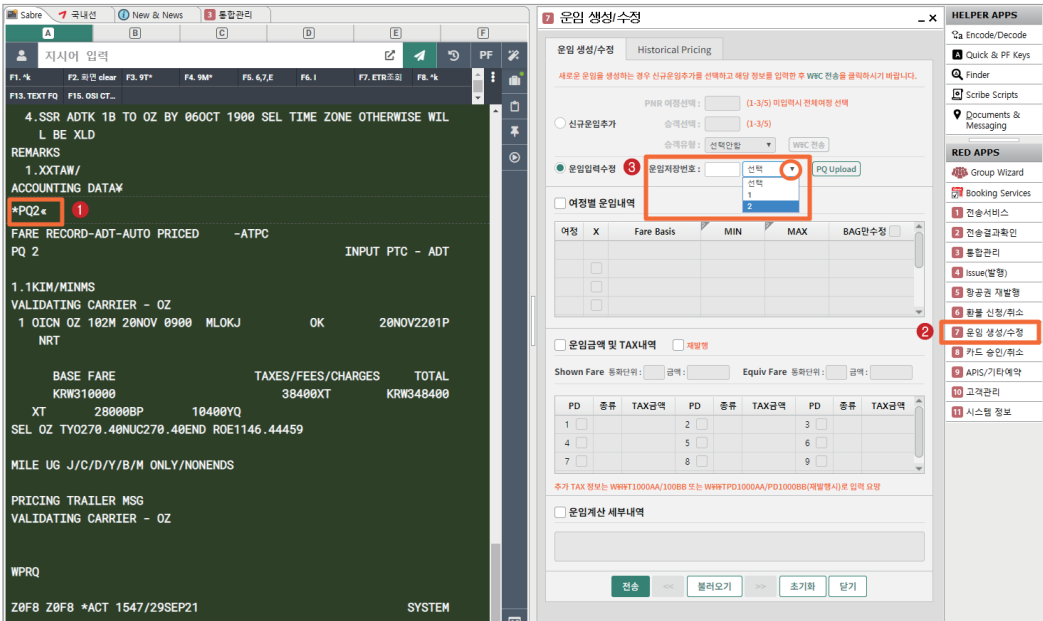 Sabre
7 국내선
New & News
3 통합관리
A B C D E F
지시어 입력
PF
F1. ^k F2. 화면 clear F3. 9T* F4. 9M* F5. 6,7,E F6. I F7. ETR조회 F8. ^k
F13. TEXT FQ F15. OSI CT...
4.SSR ADTK 1B TO OZ BY 06OCT 1900 SEL TIME ZONE OTHERWISE WIL
L BE XLD
REMARKS
1.XXTAW/
ACCOUNTING DATA¥
*PQ2«
1
FARE RECORD-ADT-AUTO PRICED -ATPC
PQ 2 INPUT PTC - ADT
1.1KIM/MINMS
VALIDATING CARRIER - OZ
1 OICN OZ 102M 20NOV 0900 MLOKJ OK 20NOV2201P
NRT
BASE FARE TAXES/FEES/CHARGES TOTAL
KRW310000 38400XT KRW348400
XT 28000BP 10400YQ
SEL OZ TYO270.40NUC270.40END ROE1146.44459
MILE UG J/C/D/Y/B/M ONLY/NONENDS
PRICING TRAILER MSG
VALIDATING CARRIER - OZ
WPRQ
Z0F8 Z0F8 *ACT 1547/29SEP21 SYSTEM
7 운임 생성/수정
운임 생성/수정 Historical Pricing
새로운 운임을 생성하는 경우 신규운임추가를 선택하고 해당 정보를 입력한 후 W¥C 전송을 클릭하시기 바랍니다.
PNR 여정선택 : (1-3/5) 미입력시 전체여정 선택
신규운임추가 승객선택 : (1-3/5)
승객유형 : 선택안함 W¥C 전송
운임입력수정 3 운임저장번호 : 선택 PQ Upload
선택
1
2
여정별 운임내역
여정 X Fare Basis MIN MAX BAG만수정
운임금액 및 TAX내역 재발행
Shown Fare 통화단위 : 금액 : Equiv Fare 통화단위 : 금액 :
PD 종류 TAX금액 PD 종류 TAX금액 PD 종류 TAX금액
1 2 3
4 5 6
7 8 9
추가 TAX 정보는 W¥I¥T1000AA/100BB 또는 W¥I¥TPD1000AA/PD1000BB(재발행시)로 입력 요망
운임계산 세부내역
전송 << 불러오기 >> 초기화 닫기
HELPER APPS
Encode/Decode
Quick & PF Keys
Finder
Scribe Scripts
Documents &
Messaging
RED APPS
Group Wizard
Booking Services
1 전송서비스
2 전송결과확인
3 통합관리
4 Issue(발행)
5 항공권 재발행
6 환불 신청/취소
2
7 운임 생성/수정
8 카드 승인/취소
9 APIS/기타예약
10 고객관리
11 시스템 정보